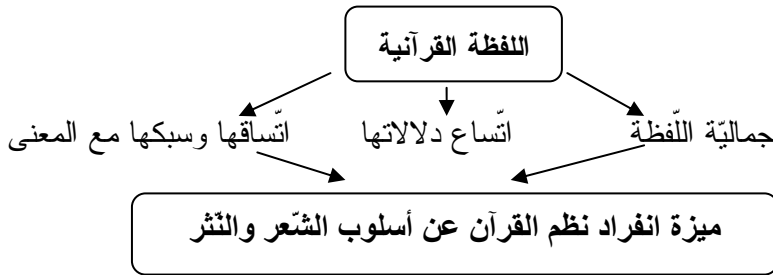 اللفظة القرآنية
جماليّة اللّفظة اتّساع دلالاتها اتّساقها وسبكها مع المعنى
ميزة انفراد نظم القرآن عن أسلوب الشّعر والنّثر